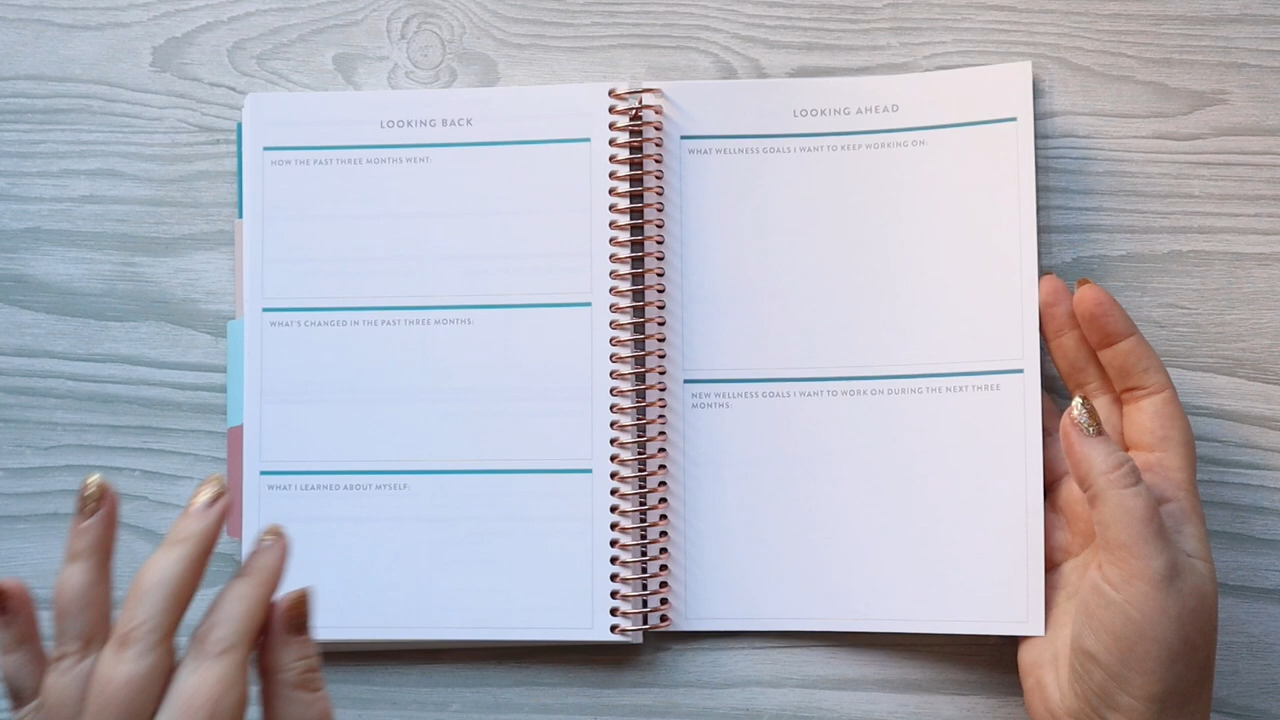 LOOKING BACK
HOW THE PAST THREE MONTHS WENT:
WHAT'S CHANGED IN THE PAST THREE MONTHS:
WHAT I LEARNED ABOUT MYSELF:
LOOKING AHEAD
WHAT WELLNESS GOALS I WANT TO KEEP WORKING ON:
NEW WELLNESS GOALS I WANT TO WORK ON DURING THE NEXT THREE
MONTHS: